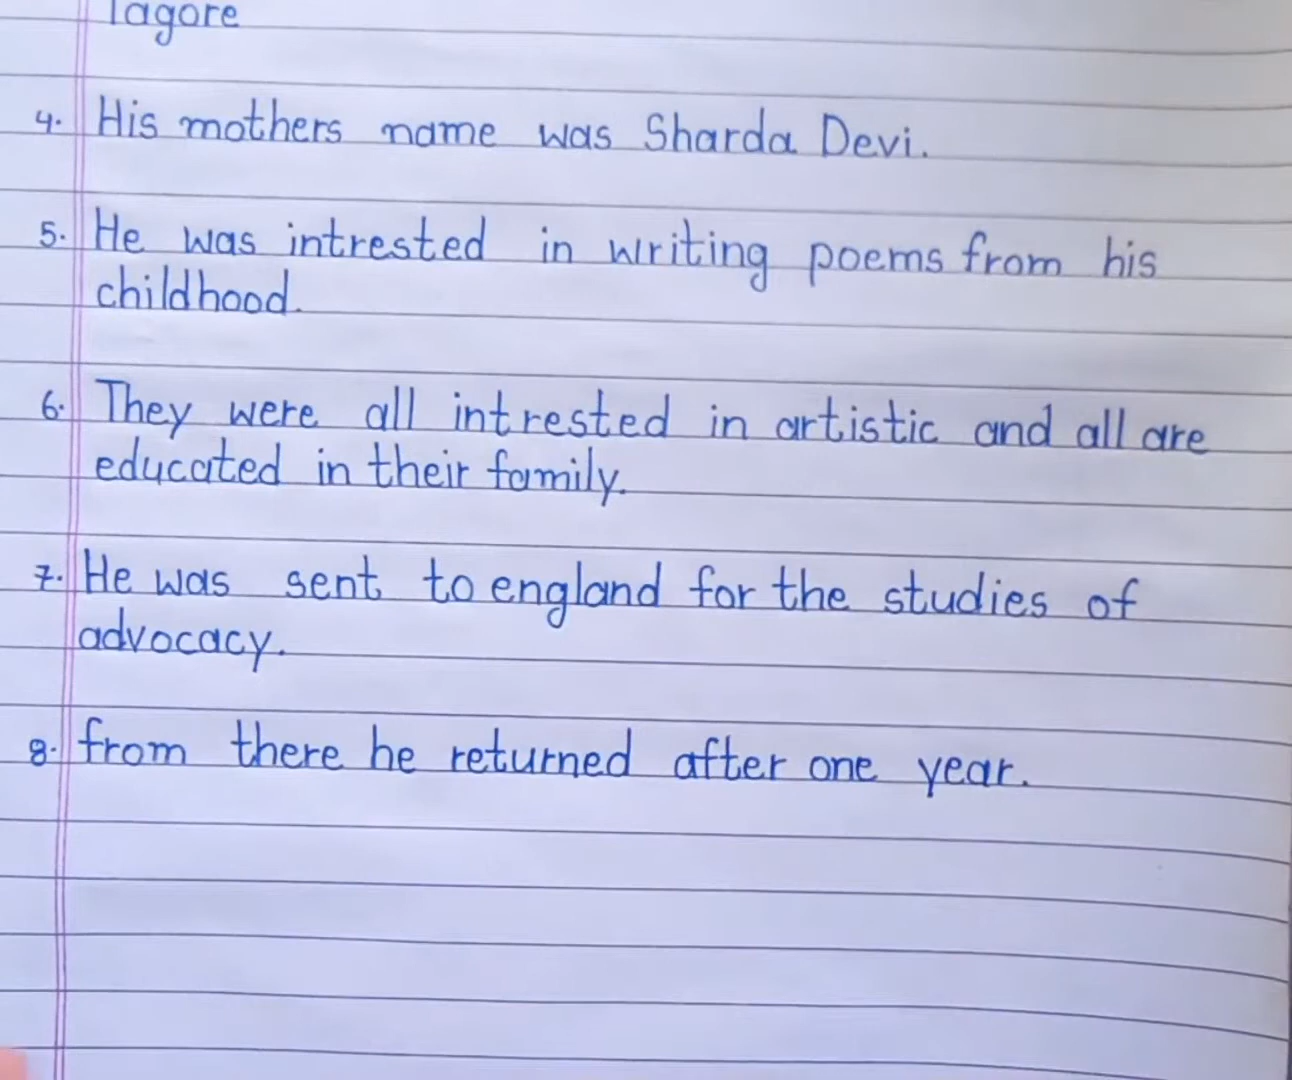 Tagore
4. His mothers name was Sharda Devi.
5. He was intrested in writing poems from his
childhood.
6. They were all intrested in artistic and all are
educated in their family.
7. He was sent to england for the studies of
advocacy.
8. from there he returned after one year.